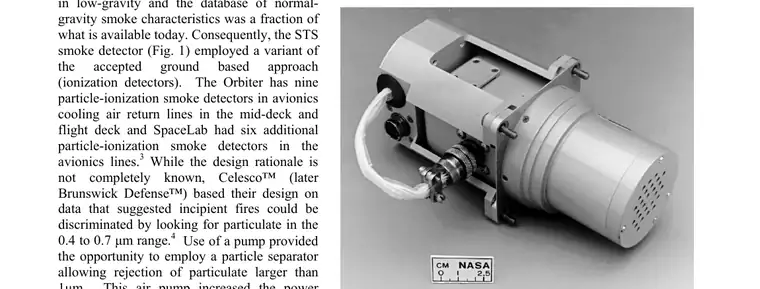 in low-gravity and the database of normal-
gravity smoke characteristics was a fraction of
what is available today. Consequently, the STS
smoke detector (Fig. 1) employed a variant of
the accepted ground based approach
(ionization detectors). The Orbiter has nine
particle-ionization smoke detectors in avionics
cooling air return lines in the mid-deck and
flight deck and SpaceLab had six additional
particle-ionization smoke detectors in the
avionics lines.3 While the design rationale is
not completely known, Celesco™ (later
Brunswick Defense™) based their design on
data that suggested incipient fires could be
discriminated by looking for particulate in the
0.4 to 0.7 µm range.4 Use of a pump provided
the opportunity to employ a particle separator
allowing rejection of particulate larger than
1µm. This air pump increased the power
CM NASA
0 1 2.5